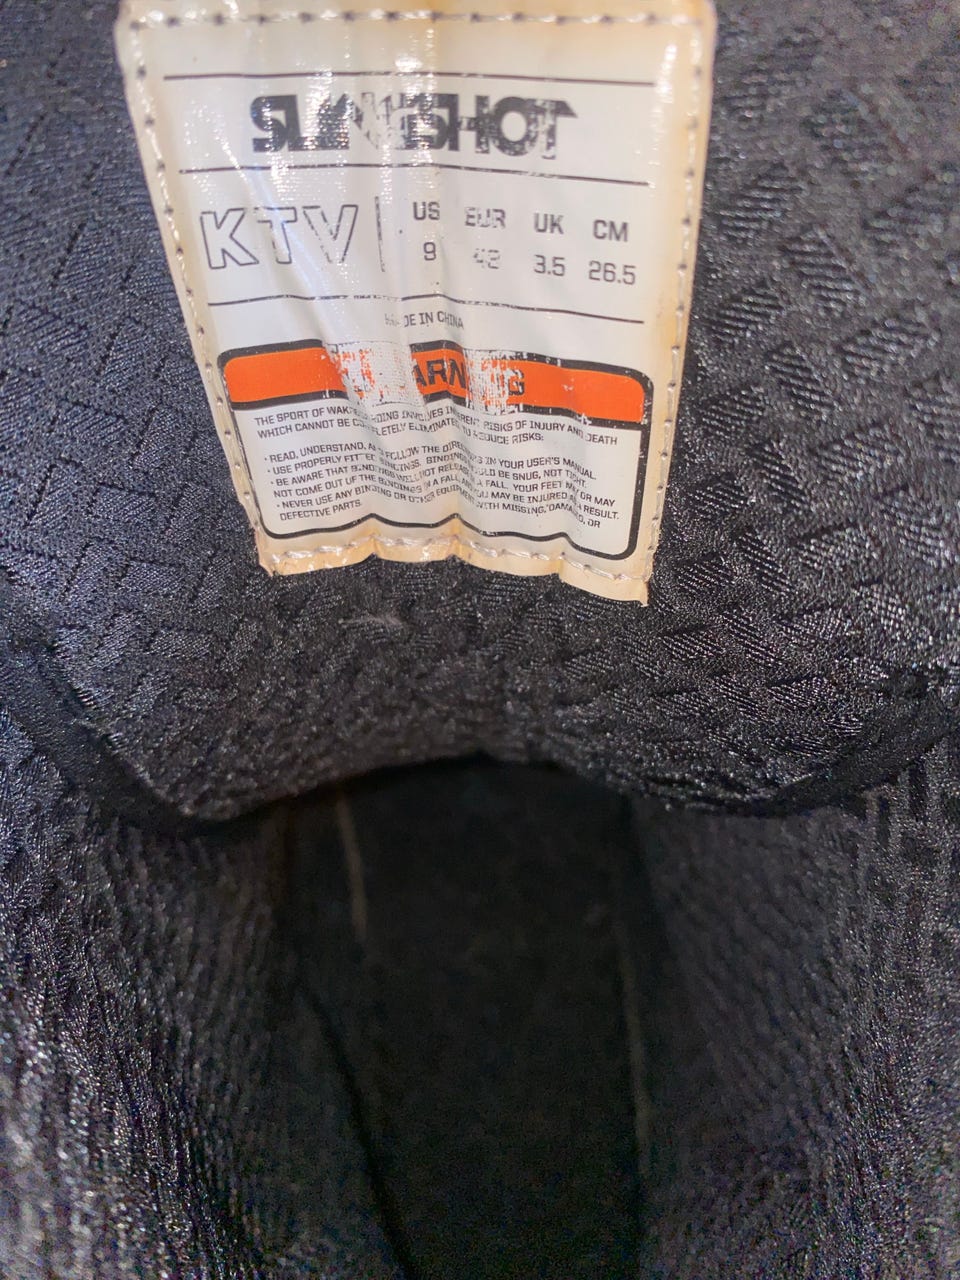 SLINGSHOT
KTV
US EUR UK CM
9 42 3.5 26.5
MADE IN CHINA
WARNING
THE SPORT OF WAKEBOARDING INVOLVES INHERENT RISKS OF INJURY AND DEATH
WHICH CANNOT BE COMPLETELY ELIMINATED TO REDUCE RISKS:
• READ, UNDERSTAND, AND FOLLOW THE DIRECTIONS IN YOUR USER'S MANUAL
• USE PROPERLY FITTED BINDINGS. BINDINGS SHOULD BE SNUG, NOT TIGHT.
• BE AWARE THAT BINDINGS WILL NOT RELEASE IN A FALL. YOUR FEET MAY OR MAY
NOT COME OUT OF THE BINDINGS IN A FALL AND YOU MAY BE INJURED AS A RESULT.
• NEVER USE ANY BINDING OR OTHER EQUIPMENT WITH MISSING, DAMAGED, OR
DEFECTIVE PARTS.